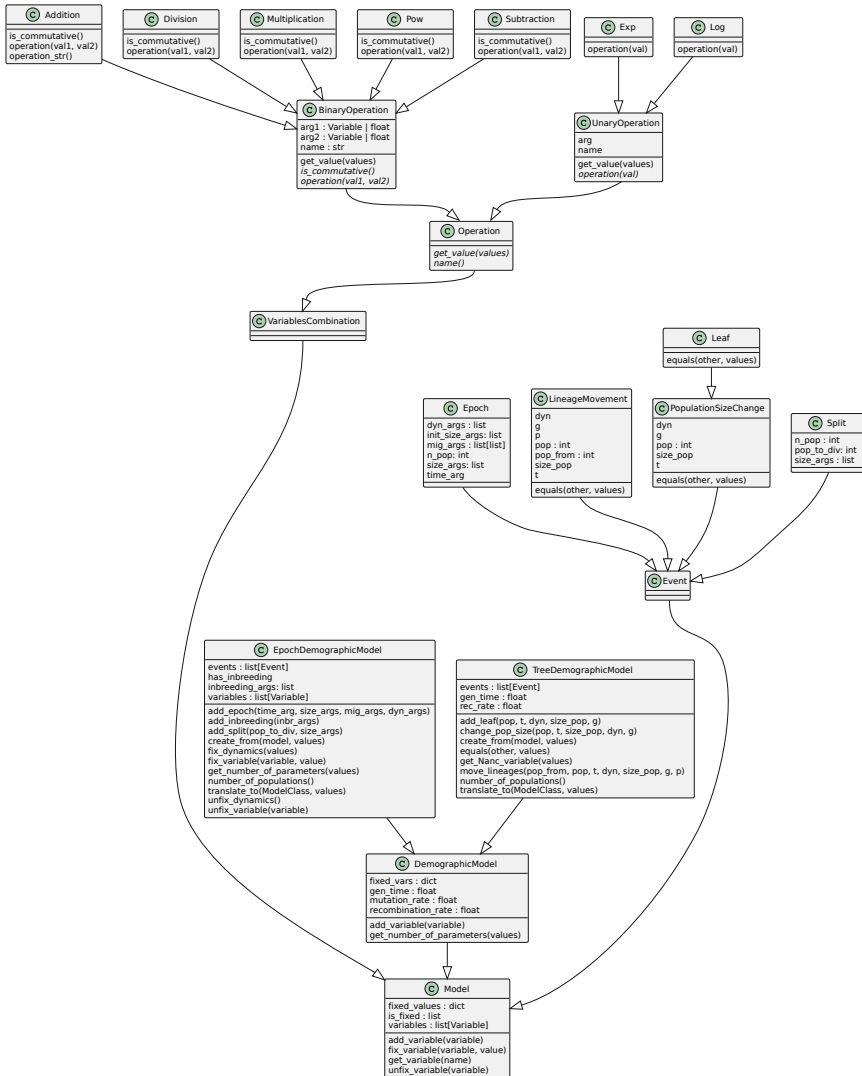 C Addition
is_commutative()
operation(val1, val2)
operation_str()
C Division
is_commutative()
operation(val1, val2)
C Multiplication
is_commutative()
operation(val1, val2)
C Pow
is_commutative()
operation(val1, val2)
C Subtraction
is_commutative()
operation(val1, val2)
C Exp
operation(val)
C Log
operation(val)
C BinaryOperation
arg1 : Variable | float
arg2 : Variable | float
name : str
get_value(values)
is_commutative()
operation(val1, val2)
C UnaryOperation
arg
name
get_value(values)
operation(val)
C Operation
get_value(values)
name()
C VariablesCombination
C Leaf
equals(other, values)
C Epoch
dyn_args : list
init_size_args: list
mig_args : list[list]
n_pop: int
size_args: list
time_arg
C LineageMovement
dyn
g
p
pop : int
pop_from : int
size_pop
t
equals(other, values)
C PopulationSizeChange
dyn
g
pop : int
size_pop
t
equals(other, values)
C Split
n_pop : int
pop_to_div: int
size_args : list
C Event
C EpochDemographicModel
events : list[Event]
has_inbreeding
inbreeding_args: list
variables : list[Variable]
add_epoch(time_arg, size_args, mig_args, dyn_args)
add_inbreeding(inbr_args)
add_split(pop_to_div, size_args)
create_from(model, values)
fix_dynamics(values)
fix_variable(variable, value)
get_number_of_parameters(values)
number_of_populations()
translate_to(ModelClass, values)
unfix_dynamics()
unfix_variable(variable)
C TreeDemographicModel
events : list[Event]
gen_time : float
rec_rate : float
add_leaf(pop, t, dyn, size_pop, g)
change_pop_size(pop, t, size_pop, dyn, g)
create_from(model, values)
equals(other, values)
get_Nanc_variable(values)
move_lineages(pop_from, pop, t, dyn, size_pop, g, p)
number_of_populations()
translate_to(ModelClass, values)
C DemographicModel
fixed_vars : dict
gen_time : float
mutation_rate : float
recombination_rate : float
add_variable(variable)
get_number_of_parameters(values)
C Model
fixed_values : dict
is_fixed : list
variables : list[Variable]
add_variable(variable)
fix_variable(variable, value)
get_variable(name)
unfix_variable(variable)